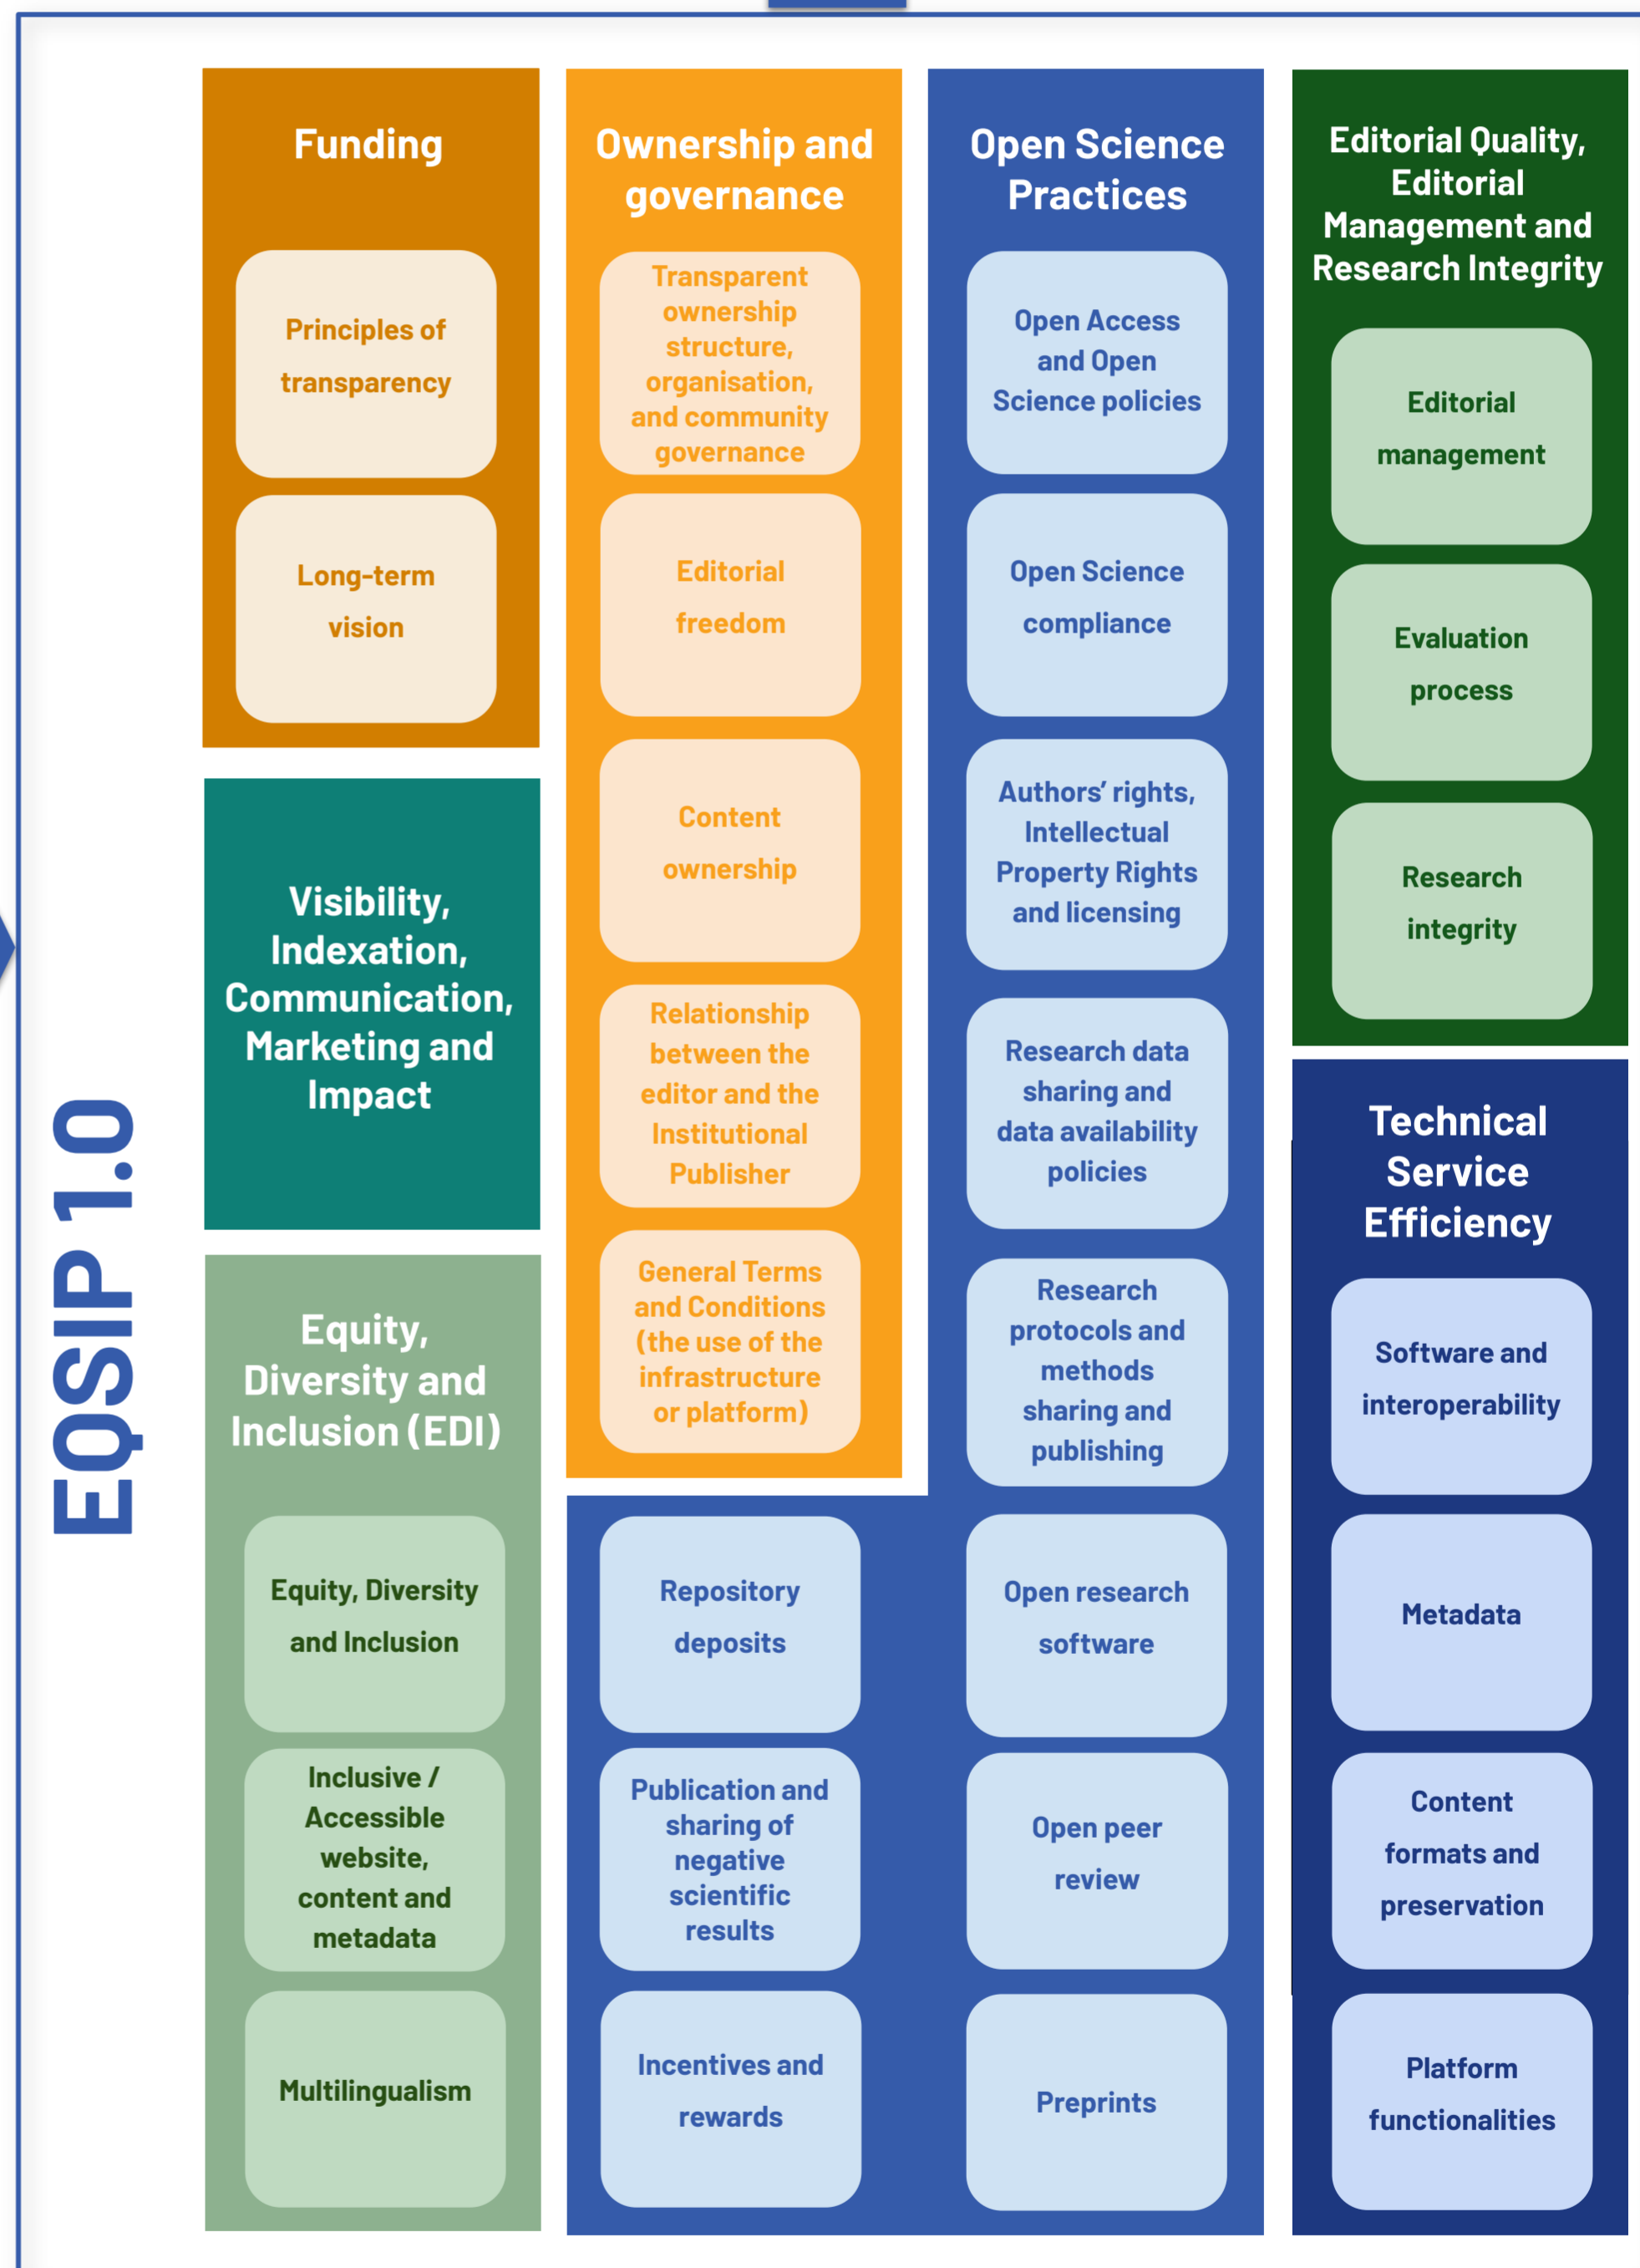 EQSIP 1.0
Funding
Principles of
transparency
Long-term
vision
Visibility,
Indexation,
Communication,
Marketing and
Impact
Equity,
Diversity and
Inclusion (EDI)
Equity, Diversity
and Inclusion
Inclusive /
Accessible
website,
content and
metadata
Multilingualism
Ownership and
governance
Transparent
ownership
structure,
organisation,
and community
governance
Editorial
freedom
Content
ownership
Relationship
between the
editor and the
Institutional
Publisher
General Terms
and Conditions
(the use of the
infrastructure
or platform)
Open Science
Practices
Open Access
and Open
Science policies
Open Science
compliance
Authors’ rights,
Intellectual
Property Rights
and licensing
Research data
sharing and
data availability
policies
Research
protocols and
methods
sharing and
publishing
Repository
deposits
Open research
software
Publication and
sharing of
negative
scientific
results
Open peer
review
Incentives and
rewards
Preprints
Editorial Quality,
Editorial
Management and
Research Integrity
Editorial
management
Evaluation
process
Research
integrity
Technical
Service
Efficiency
Software and
interoperability
Metadata
Content
formats and
preservation
Platform
functionalities